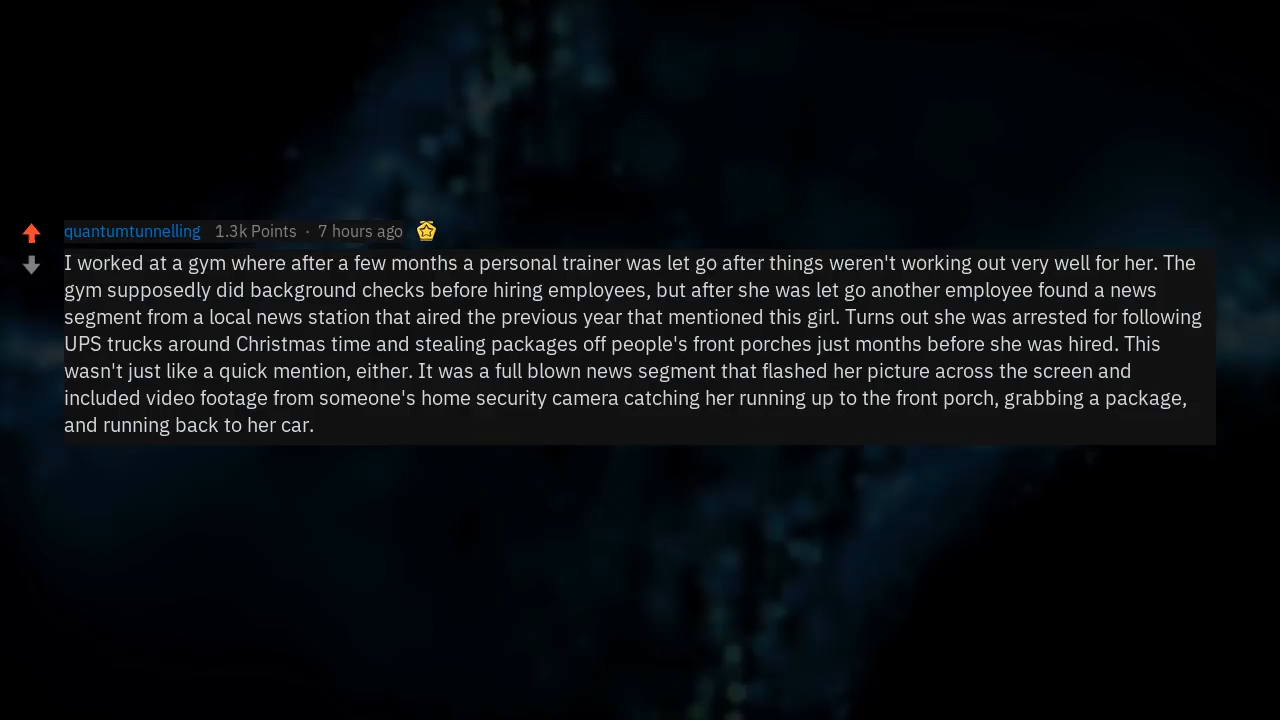 quantumtunnelling 1.3k Points · 7 hours ago
I worked at a gym where after a few months a personal trainer was let go after things weren't working out very well for her. The
gym supposedly did background checks before hiring employees, but after she was let go another employee found a news
segment from a local news station that aired the previous year that mentioned this girl. Turns out she was arrested for following
UPS trucks around Christmas time and stealing packages off people's front porches just months before she was hired. This
wasn't just like a quick mention, either. It was a full blown news segment that flashed her picture across the screen and
included video footage from someone's home security camera catching her running up to the front porch, grabbing a package,
and running back to her car.